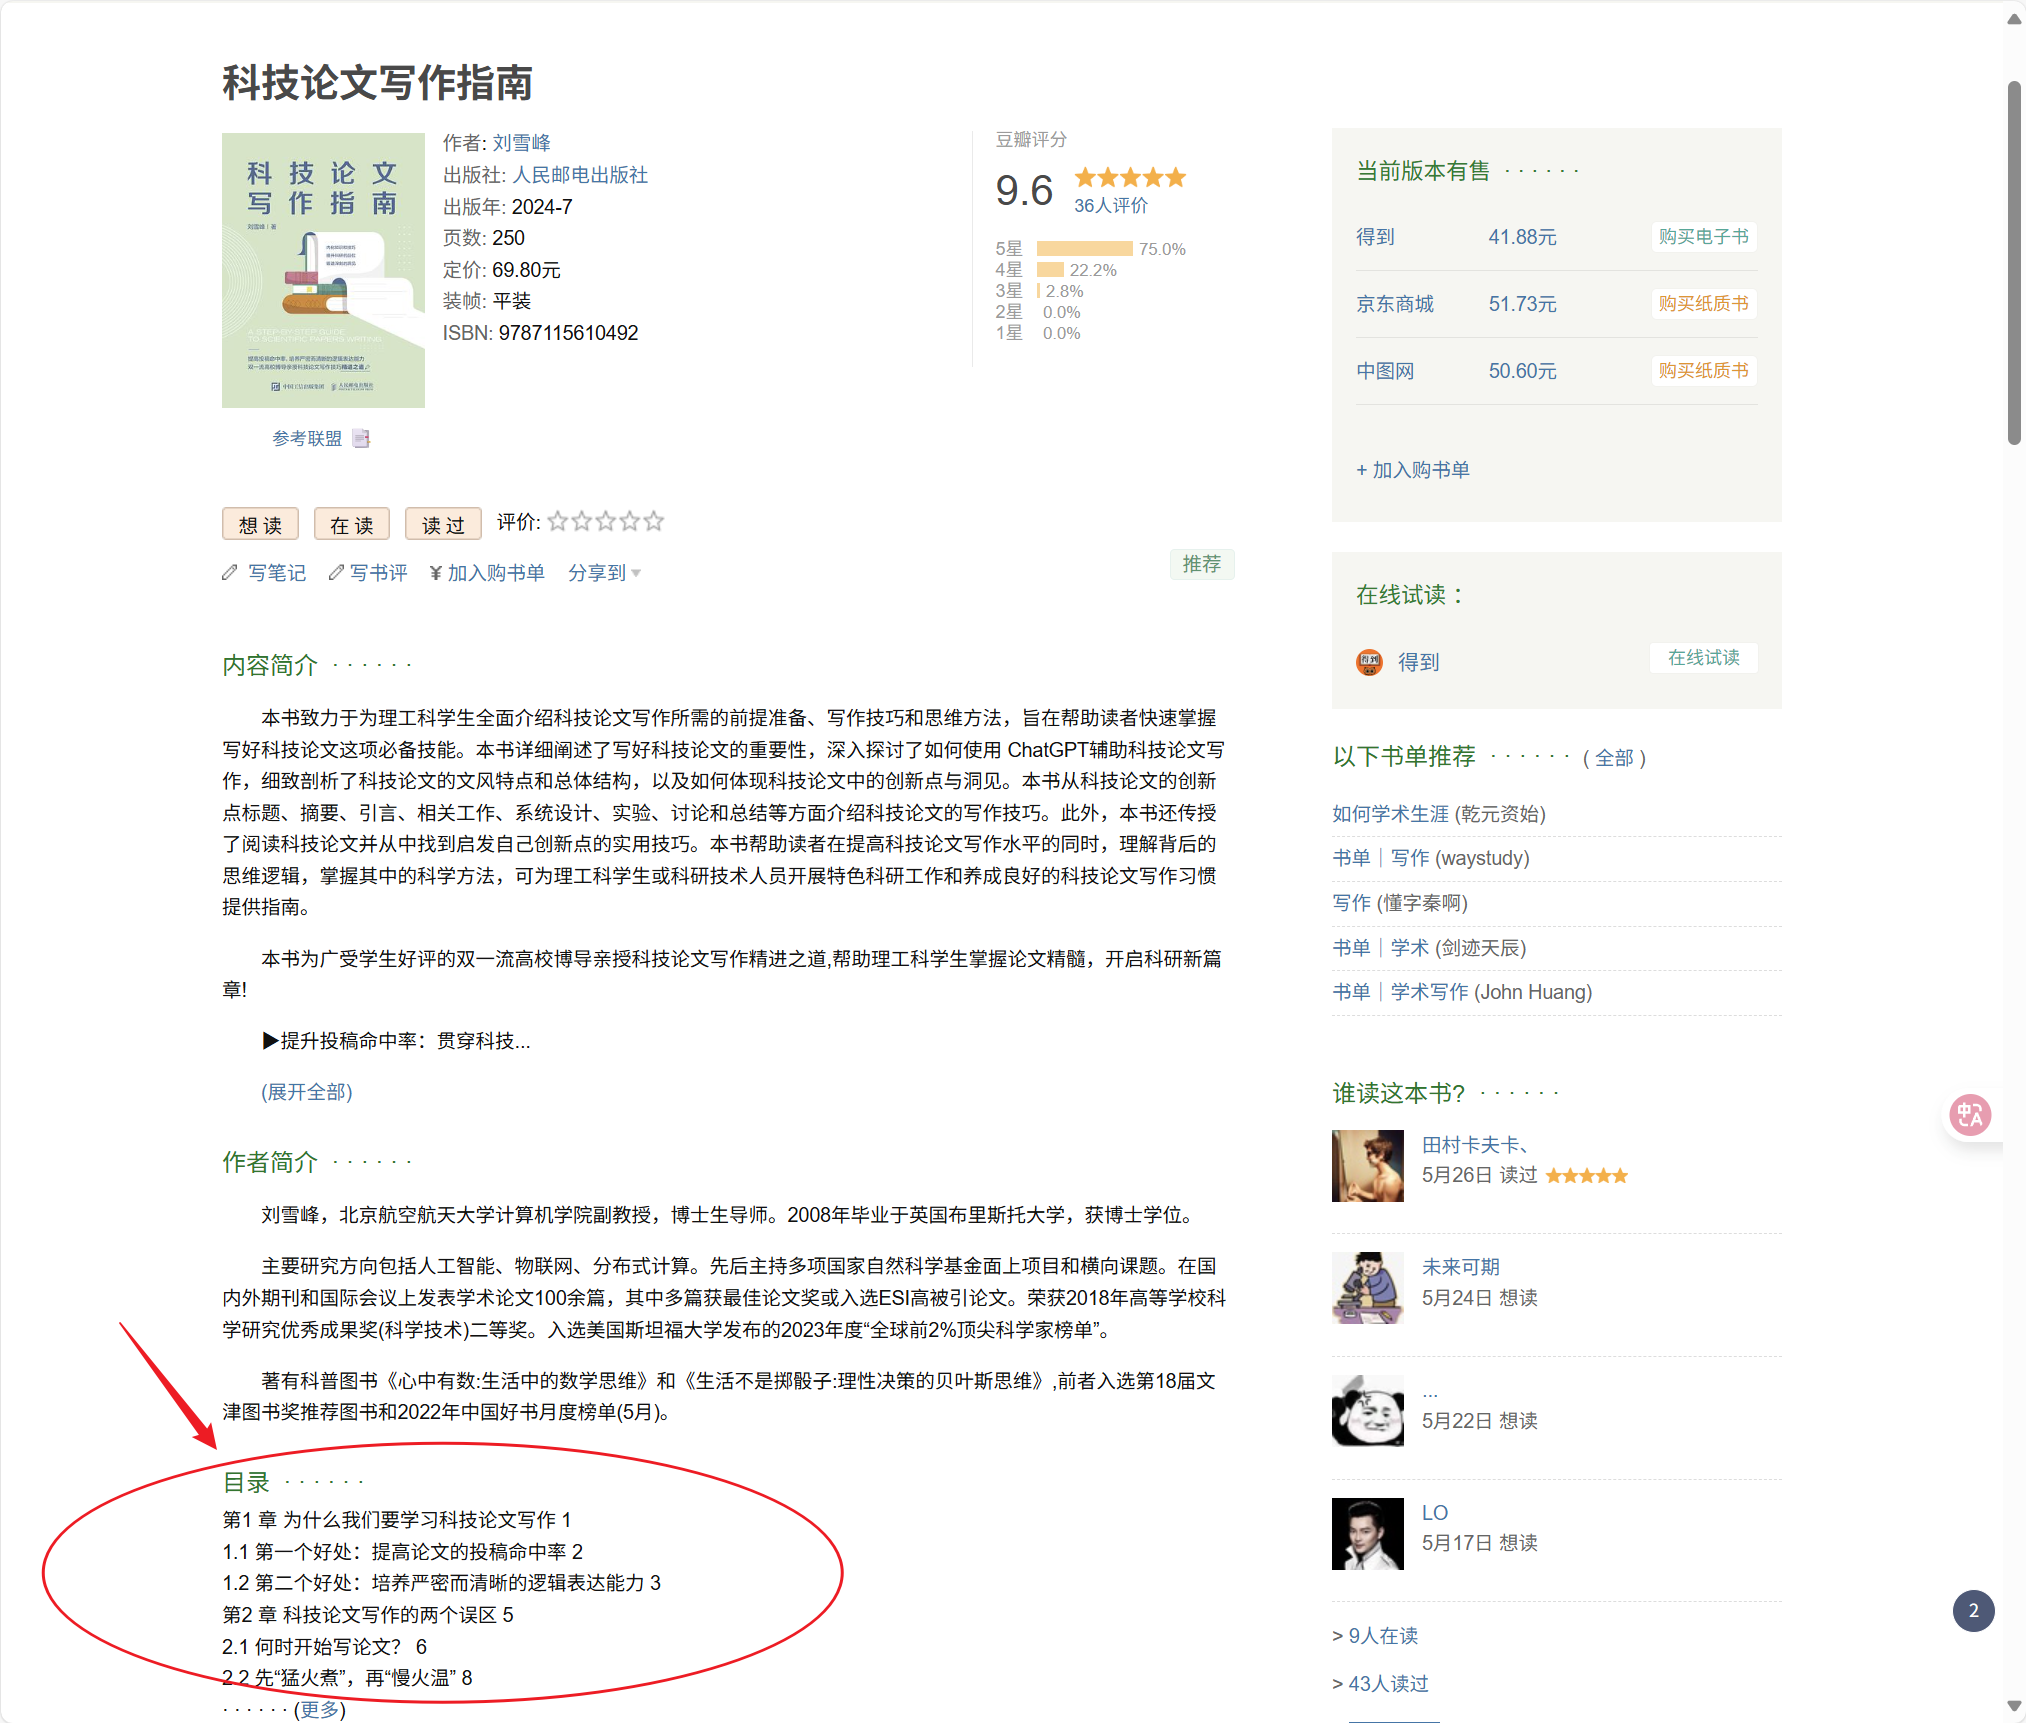 科技论文写作指南
科 技 论 文
写 作 指 南
刘雪峰｜著
A STEP-BY-STEP GUIDE
TO SCIENTIFIC PAPERS WRITING
作者: 刘雪峰
出版社: 人民邮电出版社
出版年: 2024-7
页数: 250
定价: 69.80元
装帧: 平装
ISBN: 9787115610492
参考联盟
豆瓣评分
9.6
36人评价
5星 75.0%
4星 22.2%
3星 2.8%
2星 0.0%
1星 0.0%
想 读 在 读 读 过 评价:
写笔记 写书评 ¥ 加入购书单 分享到
推荐
内容简介 · · · · · ·
本书致力于为理工科学生全面介绍科技论文写作所需的前提准备、写作技巧和思维方法，旨在帮助读者快速掌握
写好科技论文这项必备技能。本书详细阐述了写好科技论文的重要性，深入探讨了如何使用 ChatGPT辅助科技论文写
作，细致剖析了科技论文的文风特点和总体结构，以及如何体现科技论文中的创新点与洞见。本书从科技论文的创新
点标题、摘要、引言、相关工作、系统设计、实验、讨论和总结等方面介绍科技论文的写作技巧。此外，本书还传授
了阅读科技论文并从中找到启发自己创新点的实用技巧。本书帮助读者在提高科技论文写作水平的同时，理解背后的
思维逻辑，掌握其中的科学方法，可为理工科学生或科研技术人员开展特色科研工作和养成良好的科技论文写作习惯
提供指南。
本书为广受学生好评的双一流高校博导亲授科技论文写作精进之道,帮助理工科学生掌握论文精髓，开启科研新篇
章!
▶提升投稿命中率：贯穿科技...
(展开全部)
作者简介 · · · · · ·
刘雪峰，北京航空航天大学计算机学院副教授，博士生导师。2008年毕业于英国布里斯托大学，获博士学位。
主要研究方向包括人工智能、物联网、分布式计算。先后主持多项国家自然科学基金面上项目和横向课题。在国
内外期刊和国际会议上发表学术论文100余篇，其中多篇获最佳论文奖或入选ESI高被引论文。荣获2018年高等学校科
学研究优秀成果奖(科学技术)二等奖。入选美国斯坦福大学发布的2023年度“全球前2%顶尖科学家榜单”。
著有科普图书《心中有数:生活中的数学思维》和《生活不是掷骰子:理性决策的贝叶斯思维》,前者入选第18届文
津图书奖推荐图书和2022年中国好书月度榜单(5月)。
目录 · · · · · ·
第1 章 为什么我们要学习科技论文写作 1
1.1 第一个好处：提高论文的投稿命中率 2
1.2 第二个好处：培养严密而清晰的逻辑表达能力 3
第2 章 科技论文写作的两个误区 5
2.1 何时开始写论文？ 6
2.2 先“猛火煮”，再“慢火温” 8
· · · · · · (更多)
当前版本有售 · · · · · ·
得到 41.88元 购买电子书
京东商城 51.73元 购买纸质书
中图网 50.60元 购买纸质书
+ 加入购书单
在线试读：
得到 在线试读
以下书单推荐 · · · · · · ( 全部 )
如何学术生涯 (乾元资始)
书单｜写作 (waystudy)
写作 (懂字秦啊)
书单｜学术 (剑迹天辰)
书单｜学术写作 (John Huang)
谁读这本书? · · · · · ·
田村卡夫卡、
5月26日 读过
未来可期
5月24日 想读
...
5月22日 想读
LO
5月17日 想读
> 9人在读
> 43人读过
中A
2